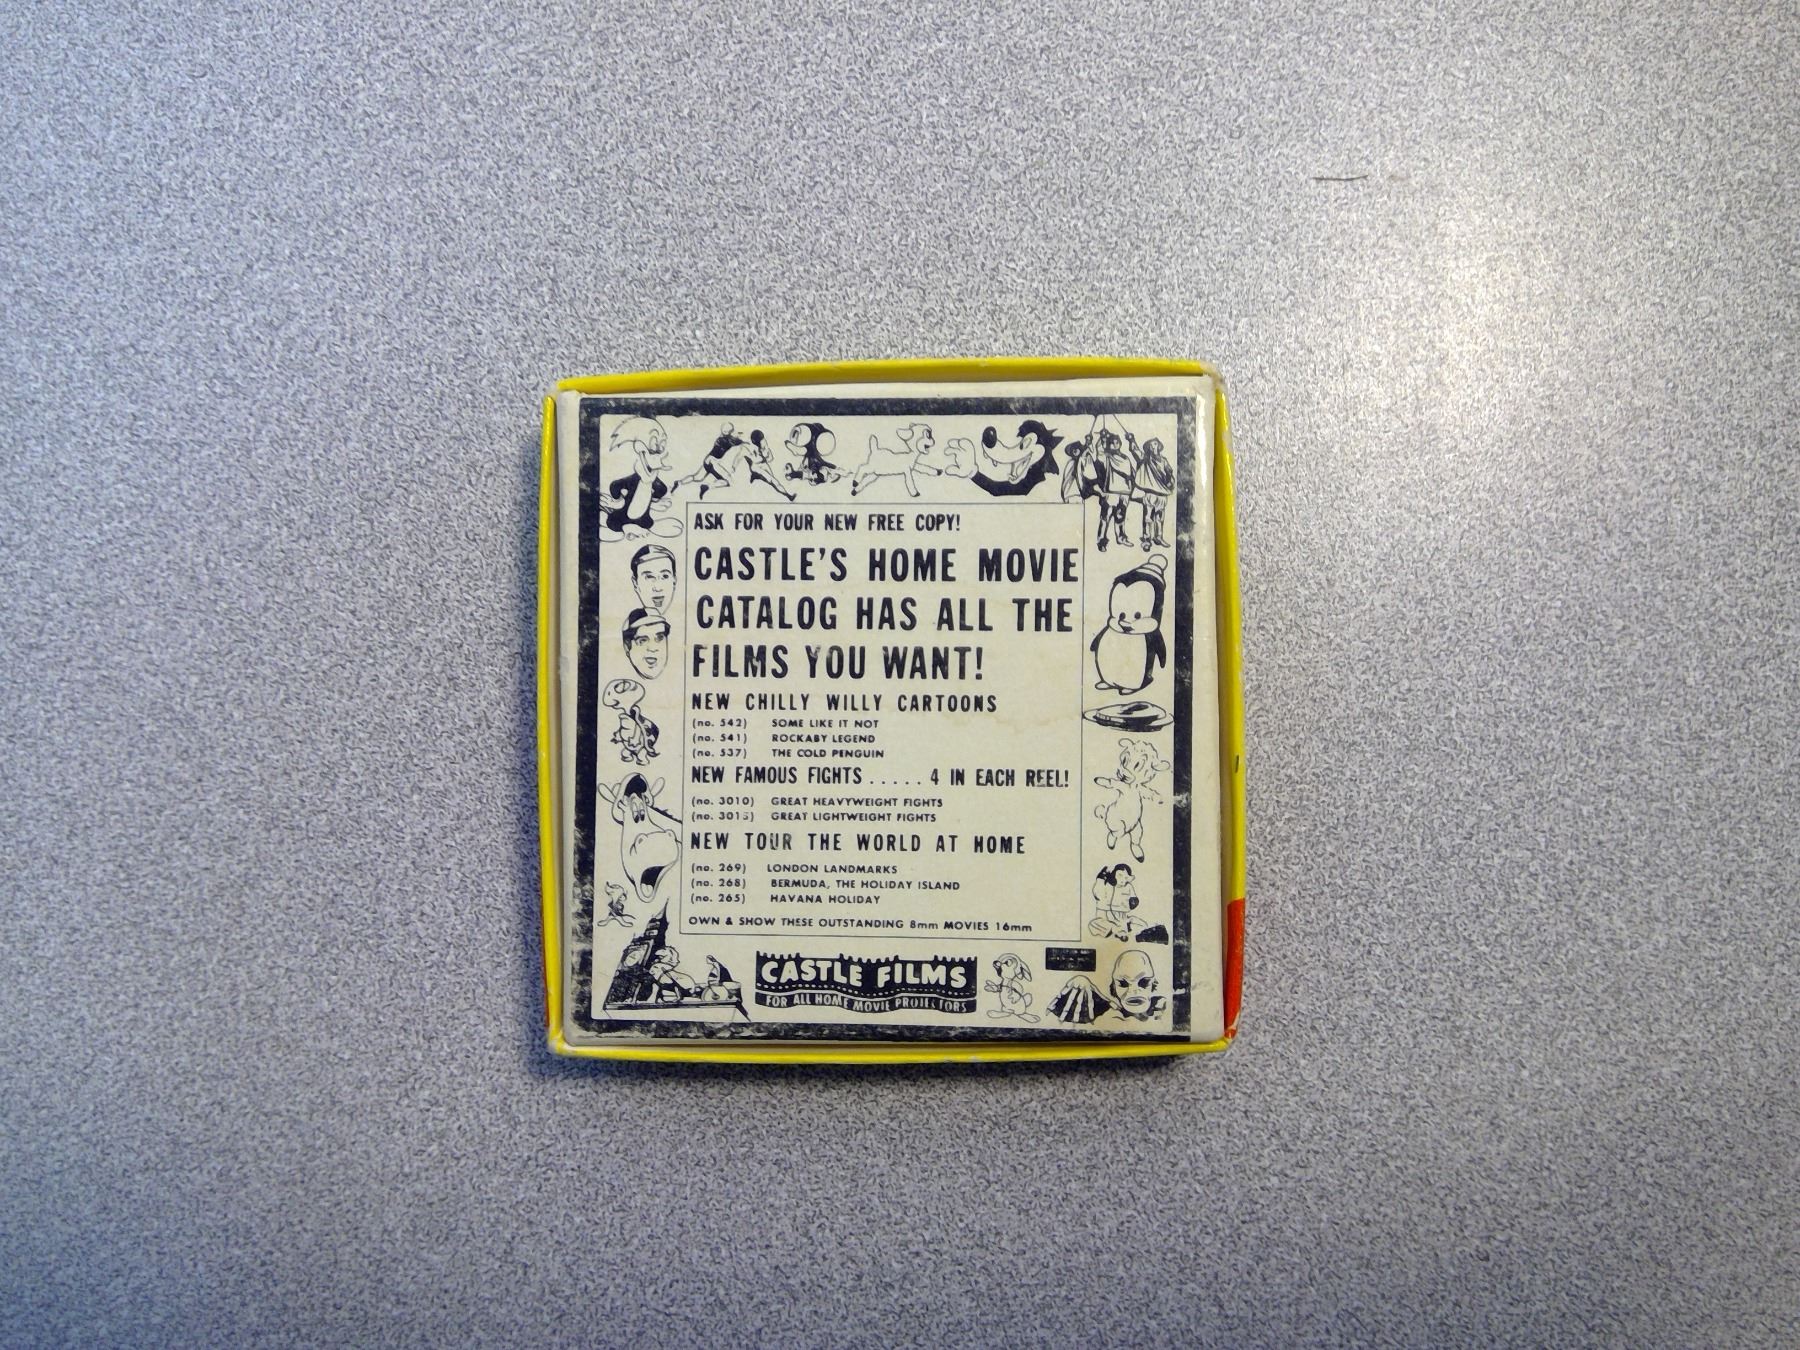 ASK FOR YOUR NEW FREE COPY!
CASTLE'S HOME MOVIE
CATALOG HAS ALL THE
FILMS YOU WANT!
NEW CHILLY WILLY CARTOONS
(no. 542) SOME LIKE IT NOT
(no. 541) ROCKABY LEGEND
(no. 537) THE COLD PENGUIN
NEW FAMOUS FIGHTS ..... 4 IN EACH REEL!
(no. 3010) GREAT HEAVYWEIGHT FIGHTS
(no. 3015) GREAT LIGHTWEIGHT FIGHTS
NEW TOUR THE WORLD AT HOME
(no. 269) LONDON LANDMARKS
(no. 268) BERMUDA, THE HOLIDAY ISLAND
(no. 265) HAVANA HOLIDAY
OWN & SHOW THESE OUTSTANDING 8mm MOVIES 16mm
CASTLE FILMS
FOR ALL HOME MOVIE PROJECTORS